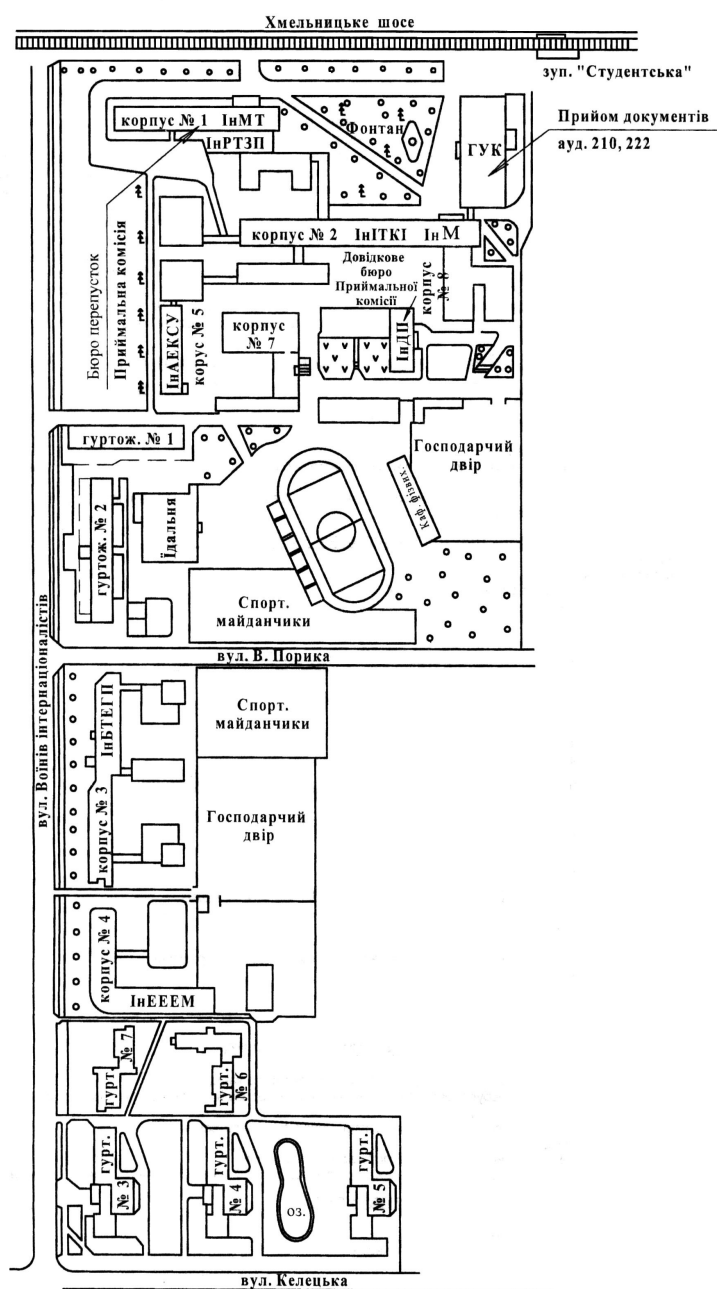 Хмельницьке шосе
зуп. "Студентська"
корпус № 1 ІнМТ
ІнРТЗП
Фонтан
ГУК
Прийом документів
ауд. 210, 222
корпус № 2 ІнІТКІ ІнМ
Довідкове
бюро
Приймальної
комісії
корпус
№ 8
Бюро перепусток
Приймальна комісія
ІнАЕКСУ
корус № 5
корпус
№ 7
ІнДП
гуртож. № 1
Господарчий
двір
Каф. фізвих.
гуртож. № 2
Їдальня
Спорт.
майданчики
вул. В. Порика
вул. Воїнів інтернаціоналістів
ІнБТЕГП
корпус № 3
Спорт.
майданчики
Господарчий
двір
корпус № 4
ІнЕЕЕМ
гурт.
№ 7
гурт.
№ 6
гурт.
№ 3
гурт.
№ 4
оз.
гурт.
№ 5
вул. Келецька